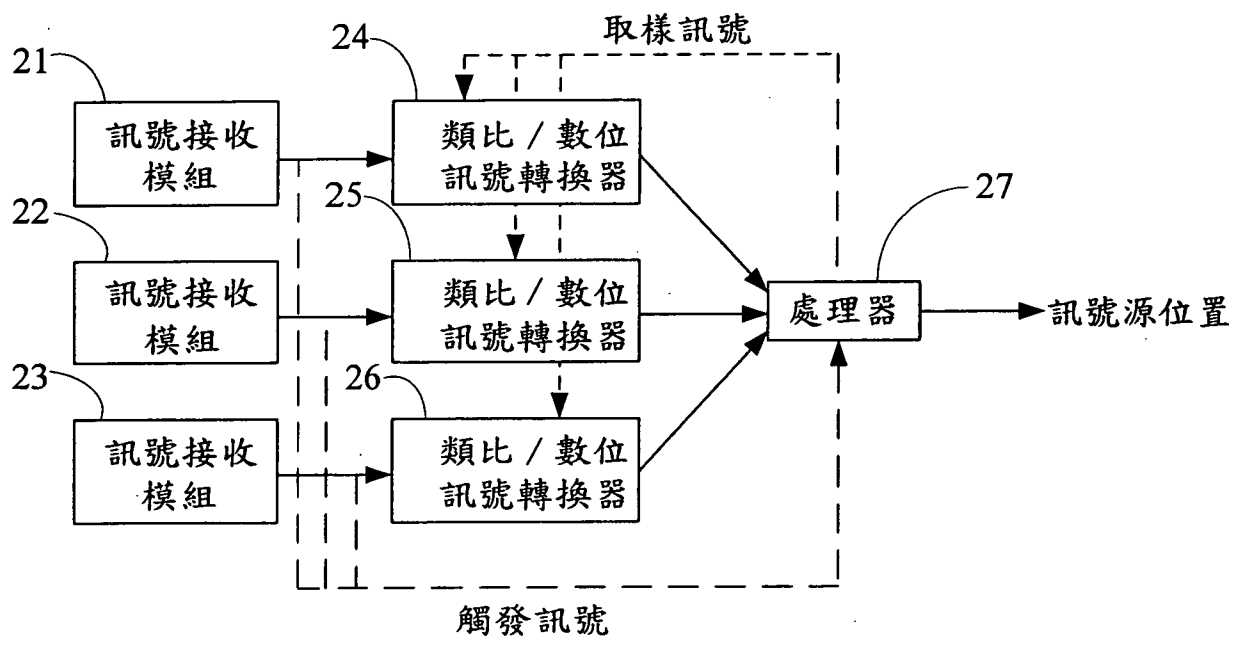 取樣訊號
21
24
訊號接收
模組
類比／數位
訊號轉換器
22
25
27
訊號接收
模組
類比／數位
訊號轉換器
處理器
訊號源位置
23
26
訊號接收
模組
類比／數位
訊號轉換器
觸發訊號